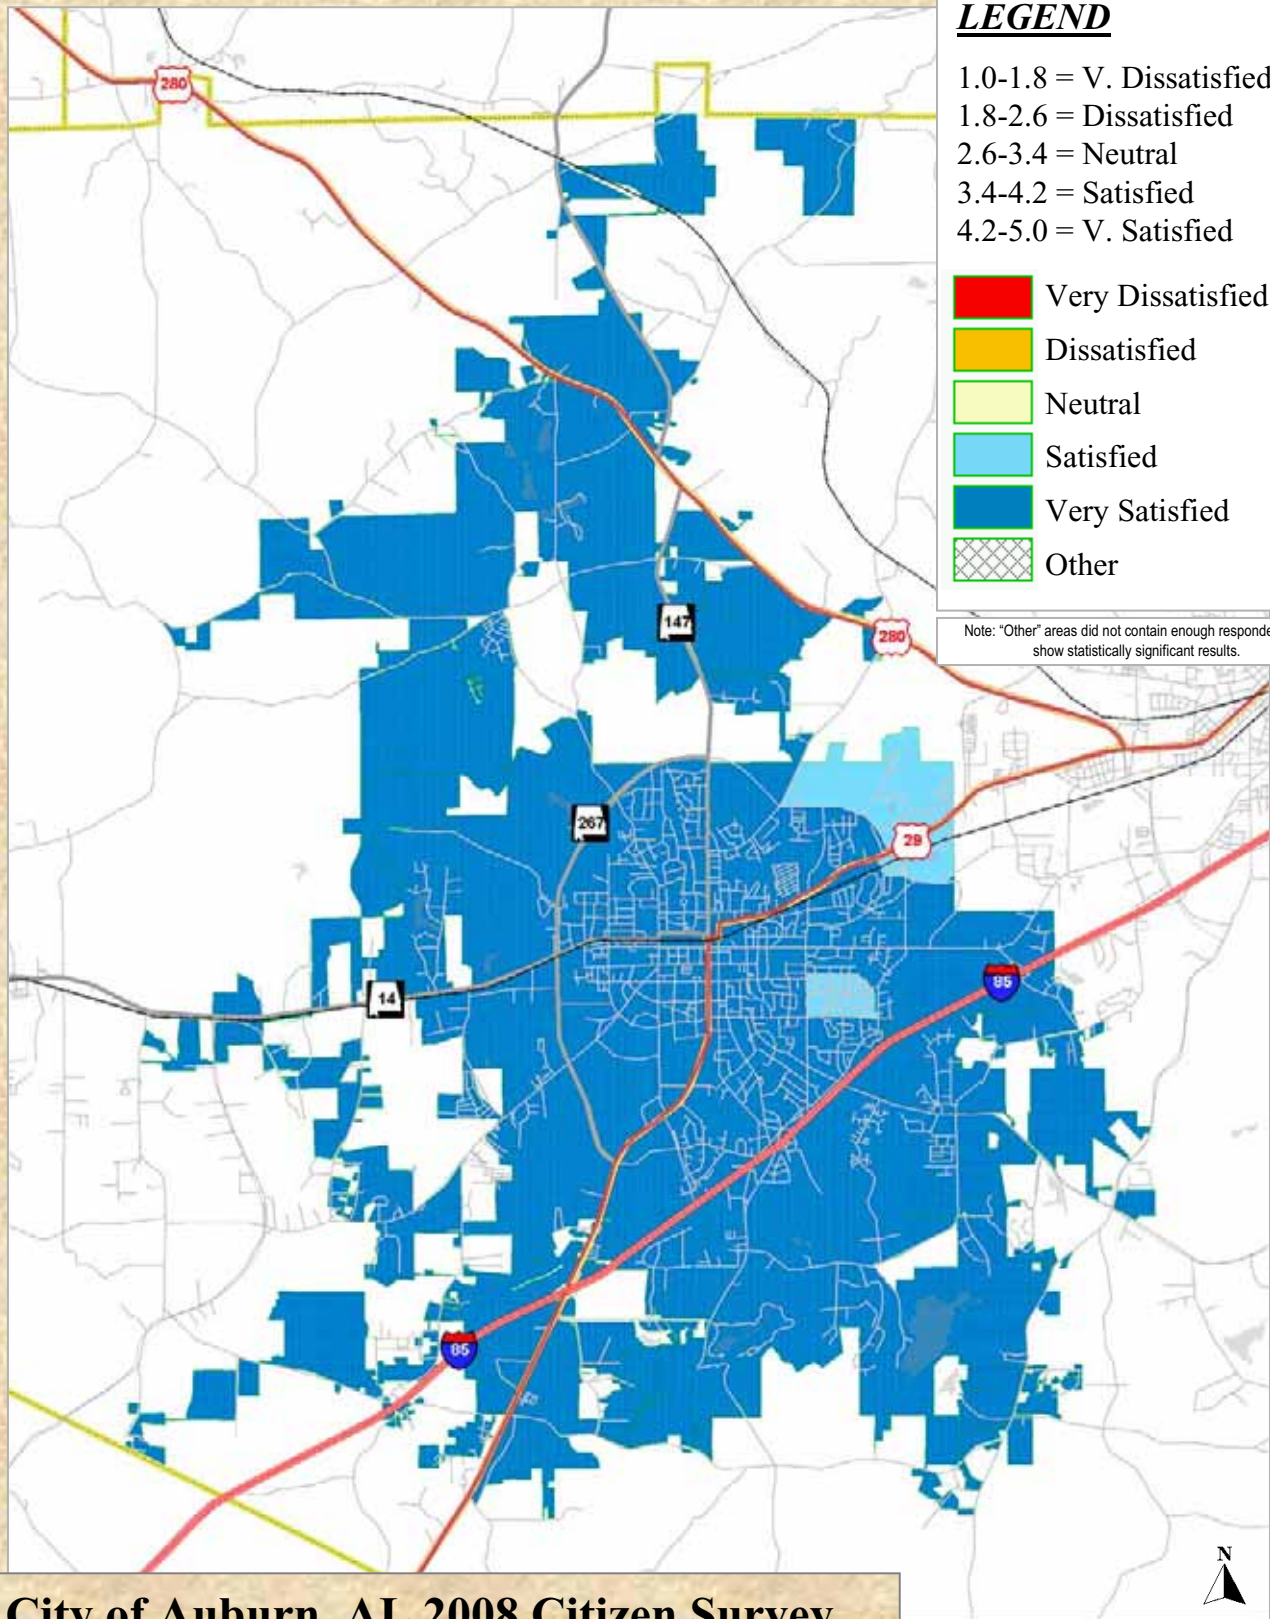 LEGEND
1.0-1.8 = V. Dissatisfied
1.8-2.6 = Dissatisfied
2.6-3.4 = Neutral
3.4-4.2 = Satisfied
4.2-5.0 = V. Satisfied
Very Dissatisfied
Dissatisfied
Neutral
Satisfied
Very Satisfied
Other
Note: “Other” areas did not contain enough responde
show statistically significant results.
280
147
280
267
29
85
14
85
N
City of Auburn, AL 2008 Citizen Survey